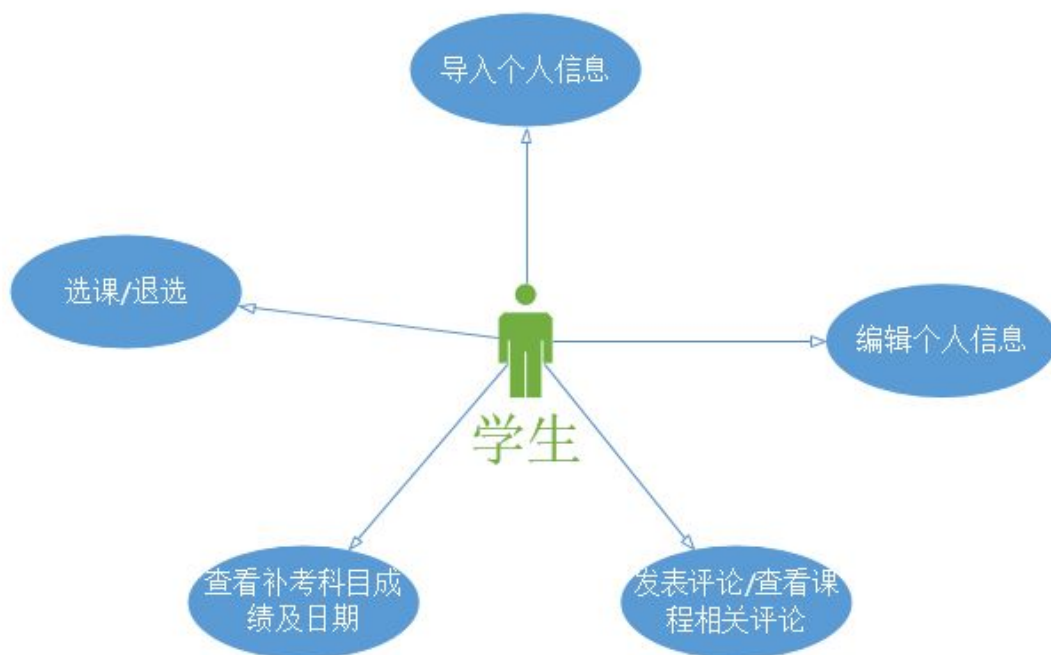 导入个人信息
选课/退选
编辑个人信息
学生
查看补考科目成
绩及日期
发表评论/查看课
程相关评论